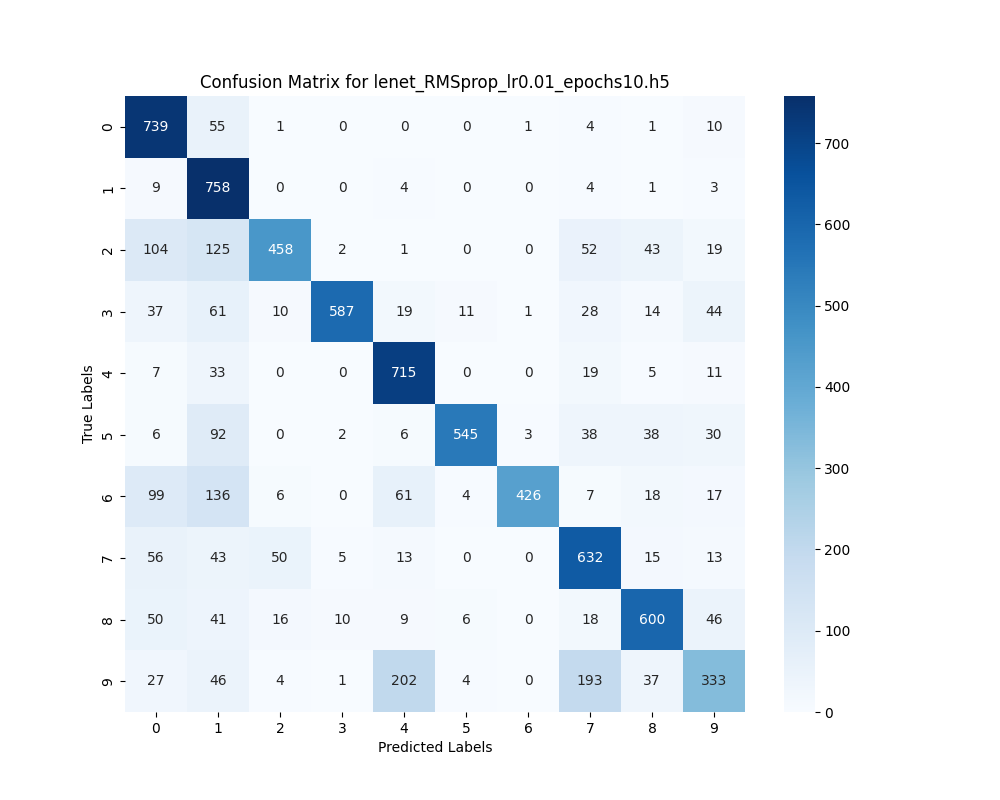 Confusion Matrix for lenet_RMSprop_lr0.01_epochs10.h5
0 739 55 1 0 0 0 1 4 1 10
1 9 758 0 0 4 0 0 4 1 3
2 104 125 458 2 1 0 0 52 43 19
3 37 61 10 587 19 11 1 28 14 44
4 7 33 0 0 715 0 0 19 5 11
5 6 92 0 2 6 545 3 38 38 30
6 99 136 6 0 61 4 426 7 18 17
7 56 43 50 5 13 0 0 632 15 13
8 50 41 16 10 9 6 0 18 600 46
9 27 46 4 1 202 4 0 193 37 333
0 1 2 3 4 5 6 7 8 9
Predicted Labels
True Labels
700
600
500
400
300
200
100
0